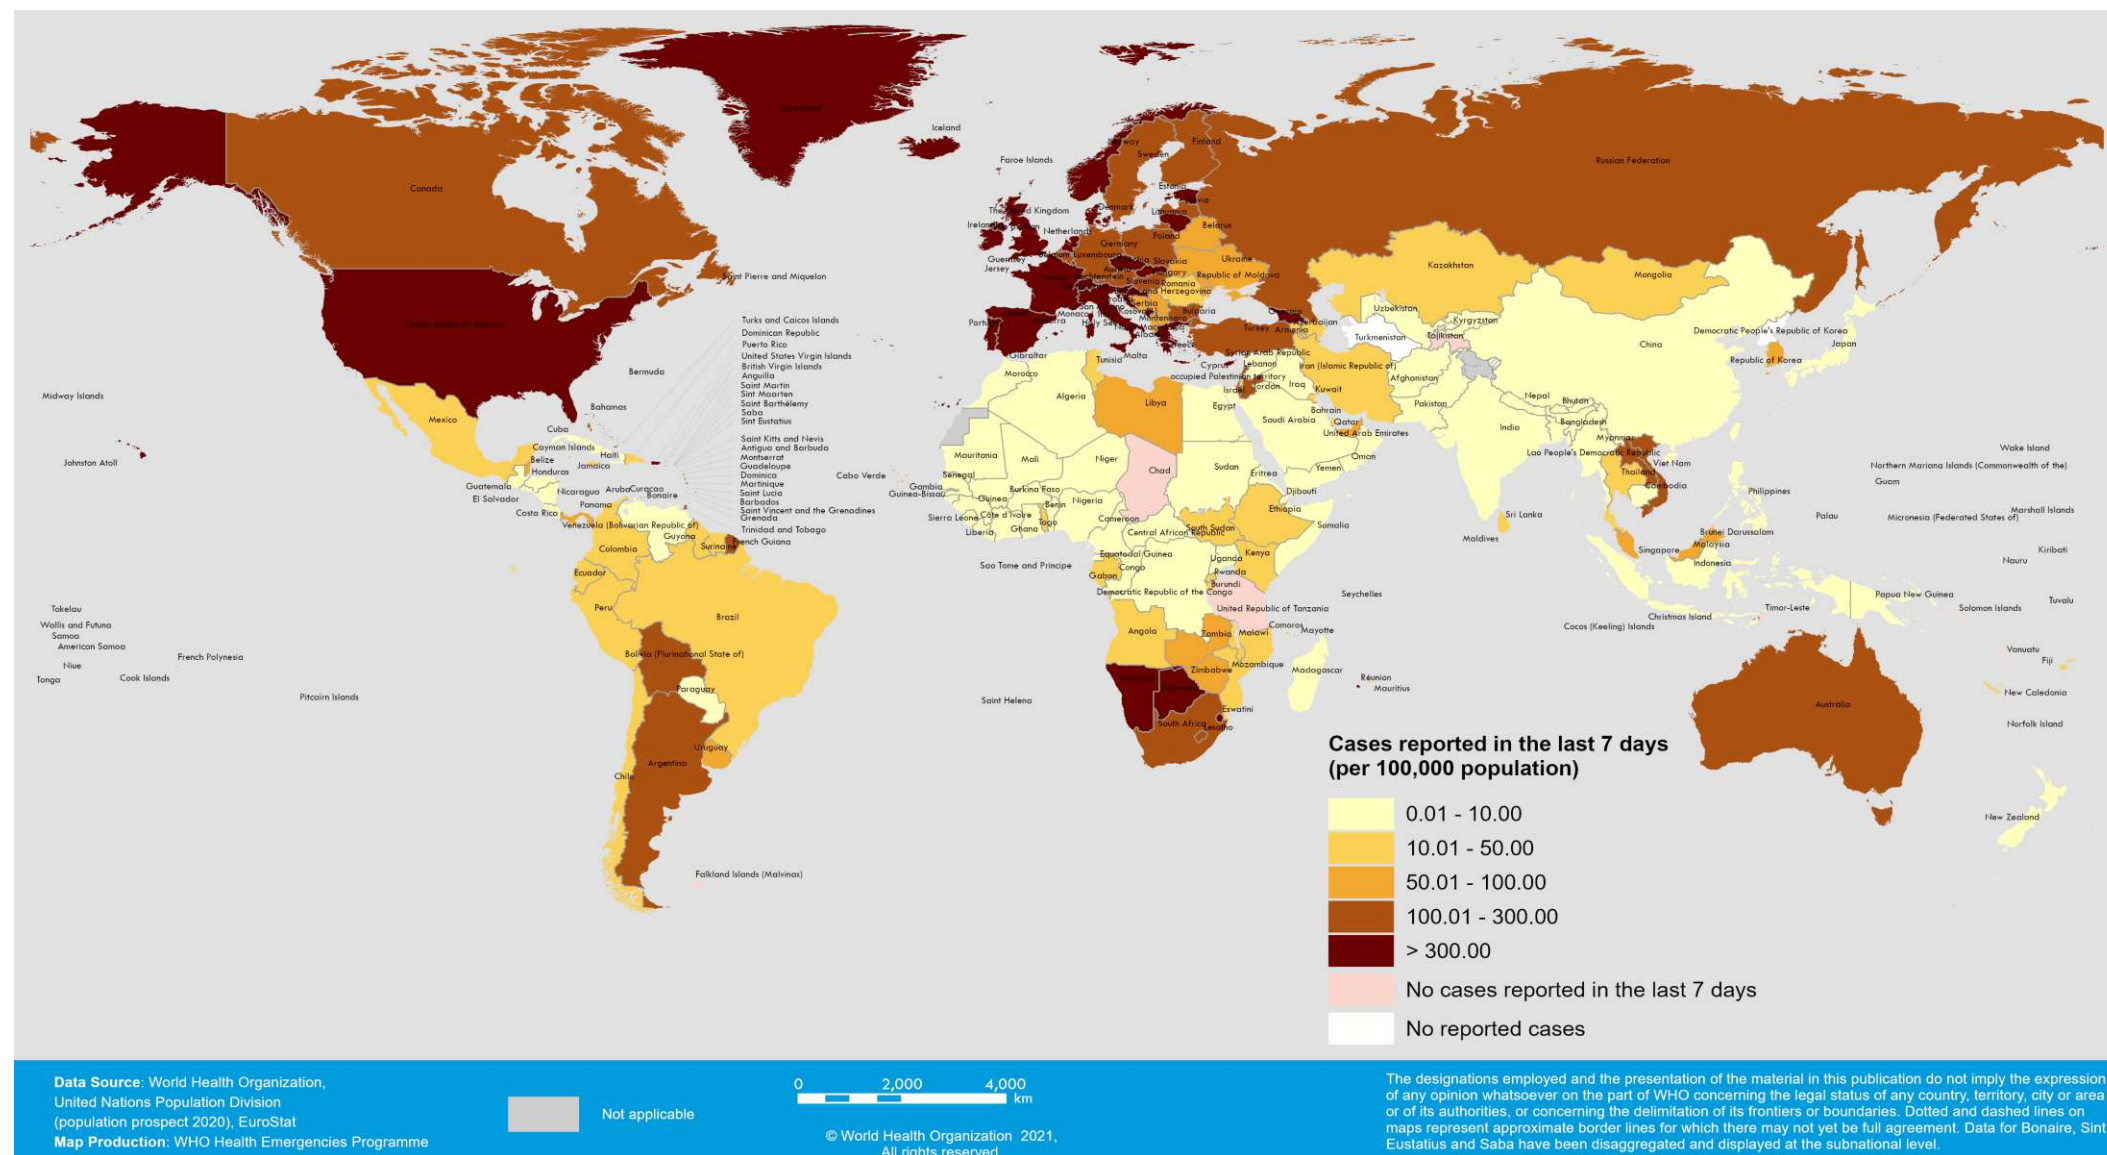 Greenland
Iceland
Faroe Islands
Norway
Sweden
Finland
Russian Federation
Canada
Estonia
Denmark
Lithuania
The United Kingdom
Ireland
Netherlands
Belarus
Poland
Germany
Guernsey
Jersey
Belgium
Luxembourg
Slovakia
Ukraine
Kazakhstan
Mongolia
Saint Pierre and Miquelon
Republic of Moldova
Slovenia
Romania
Serbia
Kosovo
Bulgaria
Monaco
Holy See
Montenegro
Greece
Gibraltar
Malta
Tunisia
Turkey
Armenia
Uzbekistan
Kyrgyzstan
Turkmenistan
Tajikistan
China
Democratic People's Republic of Korea
Republic of Korea
Japan
United States of America
Turks and Caicos Islands
Dominican Republic
Puerto Rico
United States Virgin Islands
British Virgin Islands
Anguilla
Saint Martin
Sint Maarten
Saint Barthélemy
Saba
Sint Eustatius
Saint Kitts and Nevis
Antigua and Barbuda
Montserrat
Guadeloupe
Dominica
Martinique
Saint Lucia
Barbados
Saint Vincent and the Grenadines
Grenada
Trinidad and Tobago
Bermuda
Bahamas
Cuba
Midway Islands
Johnston Atoll
Mexico
Cayman Islands
Haiti
Belize
Jamaica
Honduras
Guatemala
El Salvador
Nicaragua
Aruba
Curaçao
Bonaire
Costa Rica
Panama
Venezuela (Bolivarian Republic of)
Guyana
Suriname
French Guiana
Colombia
Ecuador
Peru
Brazil
Bolivia (Plurinational State of)
Paraguay
Uruguay
Argentina
Chile
Falkland Islands (Malvinas)
Tokelau
Wallis and Futuna
Samoa
American Samoa
Niue
Tonga
Cook Islands
French Polynesia
Pitcairn Islands
Cyprus
Syrian Arab Republic
Lebanon
occupied Palestinian territory
Israel
Jordan
Iraq
Iran (Islamic Republic of)
Kuwait
Afghanistan
Pakistan
Bahrain
Qatar
United Arab Emirates
Saudi Arabia
Oman
Yemen
Nepal
Bhutan
Bangladesh
India
Myanmar
Lao People's Democratic Republic
Viet Nam
Thailand
Cambodia
Philippines
Sri Lanka
Maldives
Brunei Darussalam
Malaysia
Singapore
Indonesia
Timor-Leste
Christmas Island
Cocos (Keeling) Islands
Papua New Guinea
Solomon Islands
Palau
Wake Island
Northern Mariana Islands (Commonwealth of the)
Guam
Marshall Islands
Micronesia (Federated States of)
Kiribati
Nauru
Tuvalu
Vanuatu
Fiji
New Caledonia
Norfolk Island
Australia
New Zealand
Morocco
Algeria
Libya
Egypt
Mauritania
Mali
Niger
Chad
Sudan
Eritrea
Djibouti
Cabo Verde
Senegal
Gambia
Guinea-Bissau
Guinea
Burkina Faso
Benin
Nigeria
Sierra Leone
Côte d'Ivoire
Liberia
Ghana
Togo
Cameroon
Central African Republic
South Sudan
Ethiopia
Somalia
Equatorial Guinea
Sao Tome and Principe
Gabon
Congo
Democratic Republic of the Congo
Uganda
Kenya
Rwanda
Burundi
United Republic of Tanzania
Seychelles
Comoros
Mayotte
Angola
Zambia
Malawi
Mozambique
Zimbabwe
Madagascar
Réunion
Mauritius
Namibia
Saint Helena
Eswatini
South Africa
Lesotho
Cases reported in the last 7 days
(per 100,000 population)
0.01 - 10.00
10.01 - 50.00
50.01 - 100.00
100.01 - 300.00
> 300.00
No cases reported in the last 7 days
No reported cases
Data Source: World Health Organization,
United Nations Population Division
(population prospect 2020), EuroStat
Map Production: WHO Health Emergencies Programme
Not applicable
0 2,000 4,000
km
© World Health Organization 2021,
All rights reserved
The designations employed and the presentation of the material in this publication do not imply the expression
of any opinion whatsoever on the part of WHO concerning the legal status of any country, territory, city or area
or of its authorities, or concerning the delimitation of its frontiers or boundaries. Dotted and dashed lines on
maps represent approximate border lines for which there may not yet be full agreement. Data for Bonaire, Sint
Eustatius and Saba have been disaggregated and displayed at the subnational level.